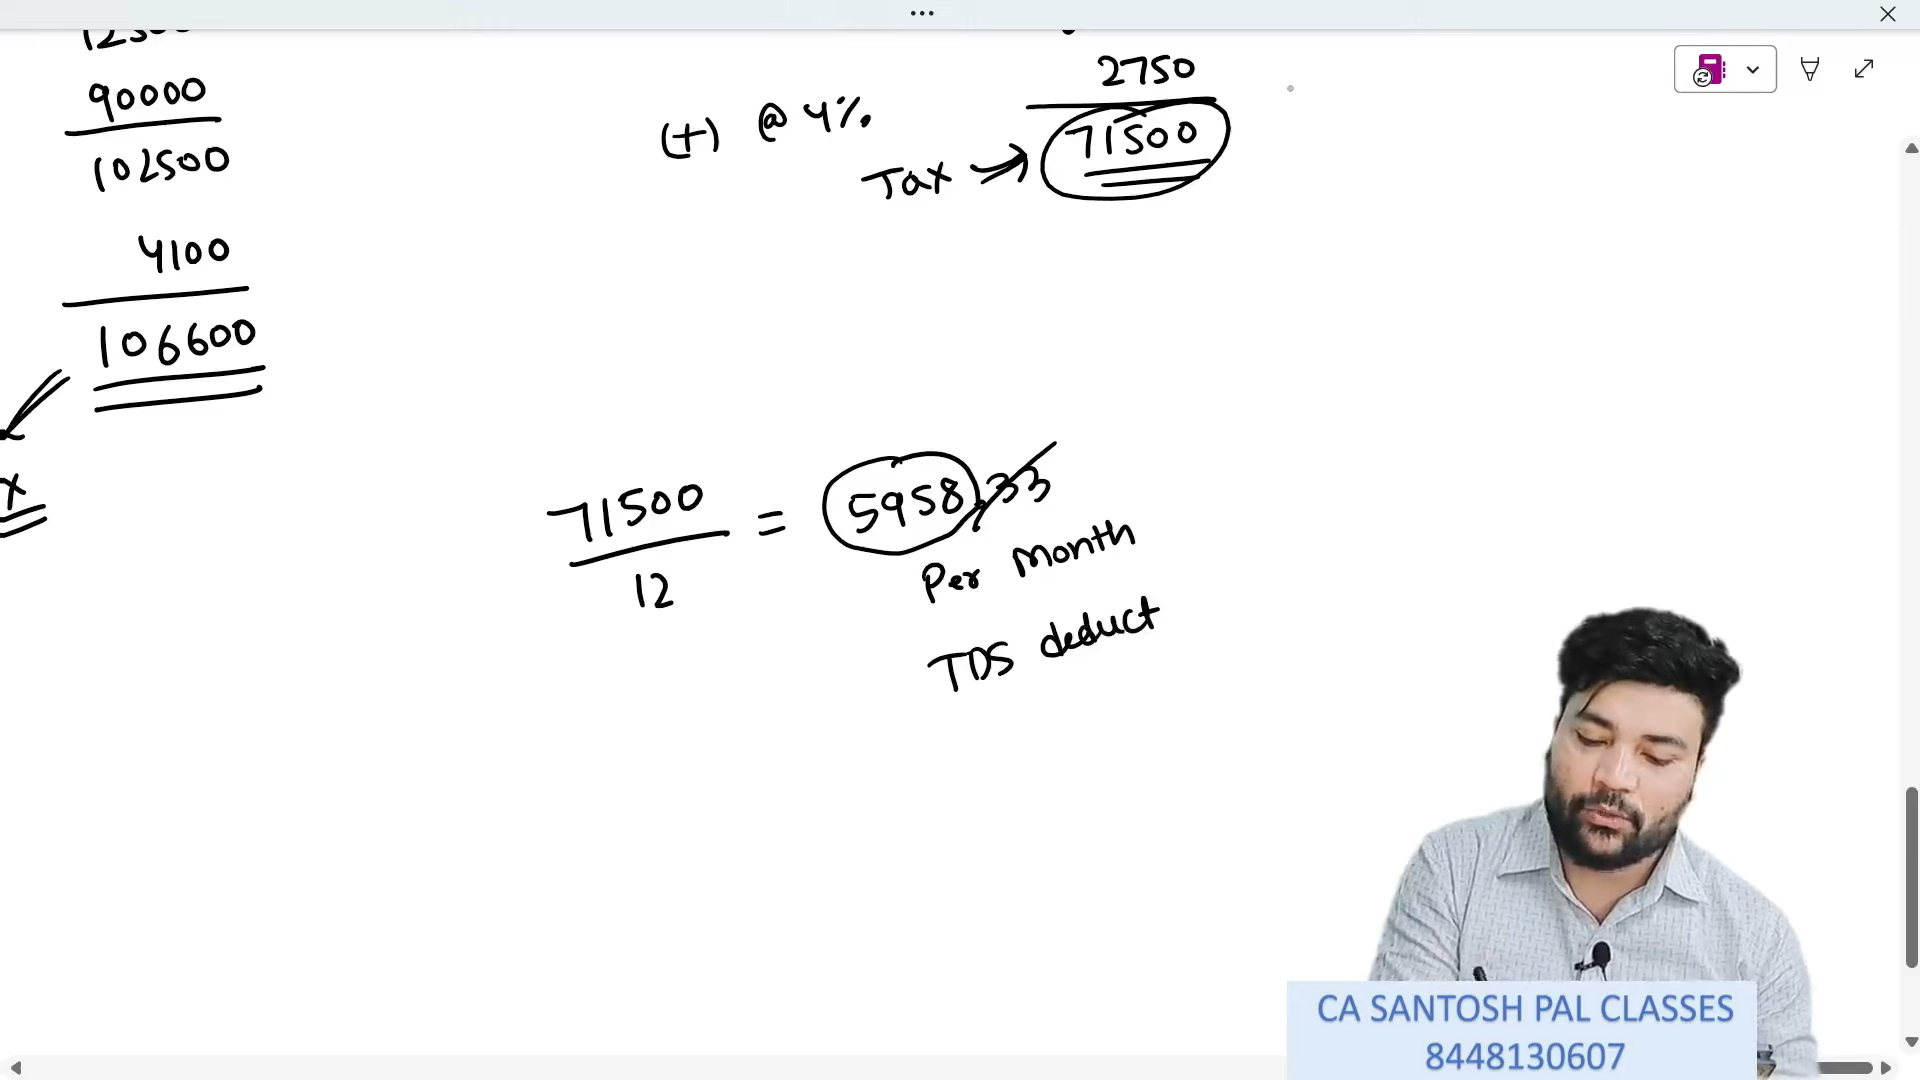 90000
102500
4100
106600
2750
(+) @ 4%
71500
Tax
71500
12
= 5958.33
Per month
TDS deduct
CA SANTOSH PAL CLASSES
8448130607